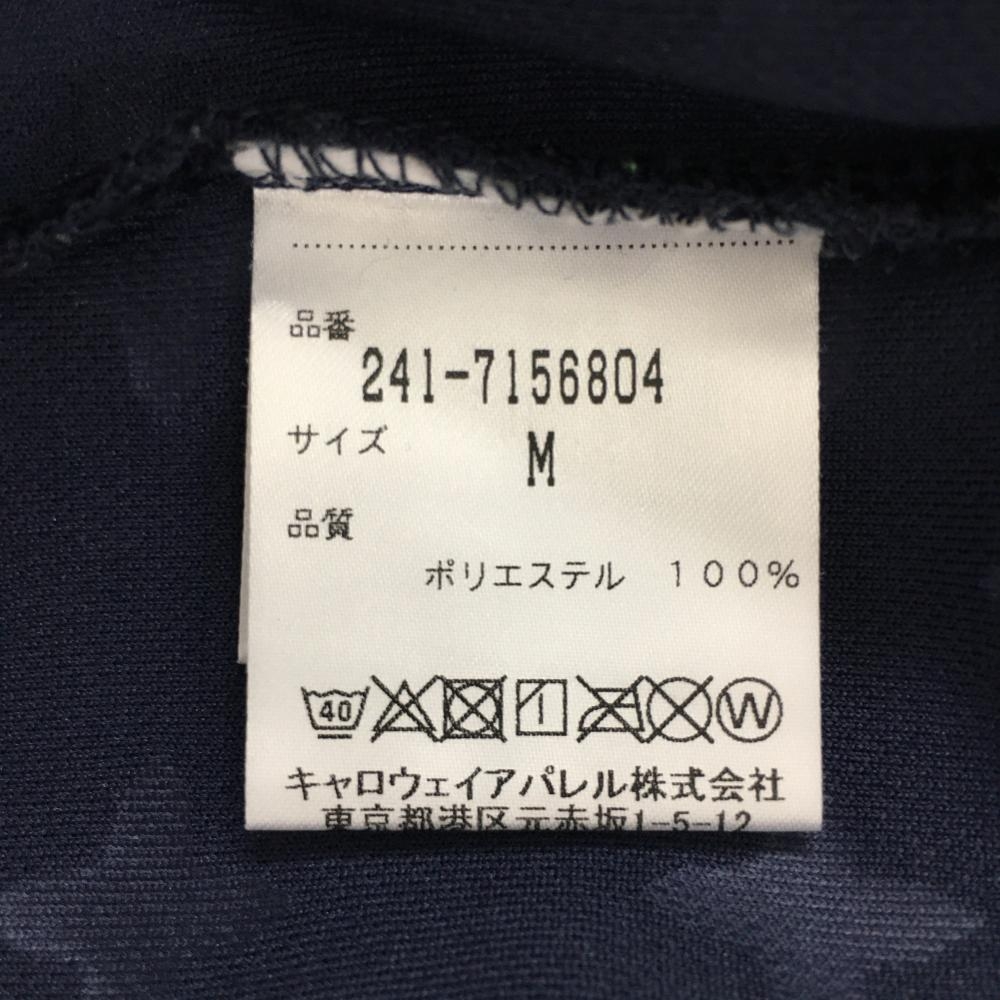 品番
241-7156804
サイズ M
品質
ポリエステル １００％
40
W
キャロウェイアパレル株式会社
東京都港区元赤坂1-5-12